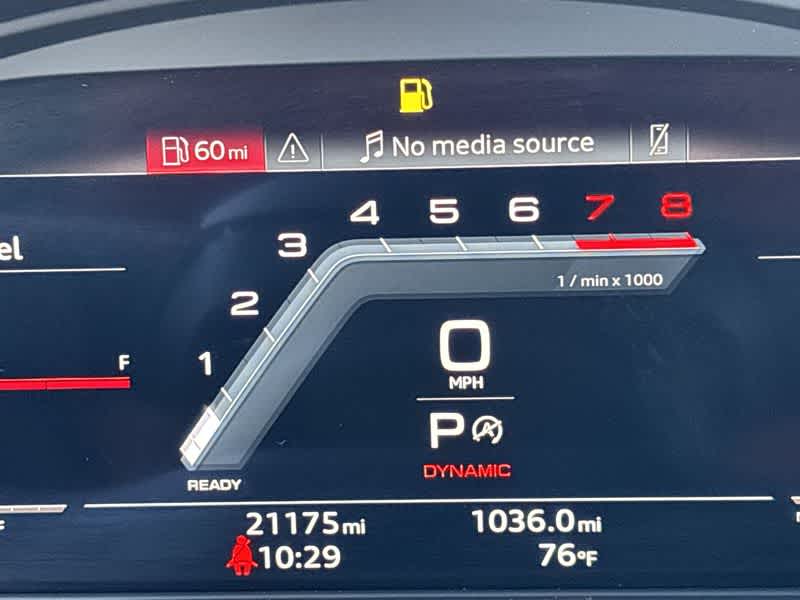 60 mi
No media source
4 5 6 7 8
3
el
1 / min x 1000
2
0
1
F
MPH
P
DYNAMIC
READY
21175 mi 1036.0 mi
10:29 76°F